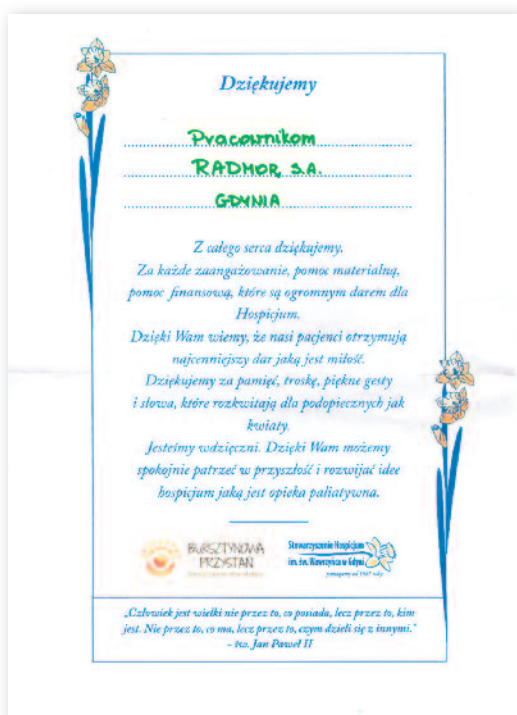 Dziękujemy
Pracownikom
RADMOR S.A.
GDYNIA
Z całego serca dziękujemy.
Za każde zaangażowanie, pomoc materialną,
pomoc finansową, które są ogromnym darem dla
Hospicjum.
Dzięki Wam wiemy, że nasi pacjenci otrzymują
najcenniejszy dar jaką jest miłość.
Dziękujemy za pamięć, troskę, piękne gesty
i słowa, które rozkwitają dla podopiecznych jak
kwiaty.
Jesteśmy wdzięczni. Dzięki Wam możemy
spokojnie patrzeć w przyszłość i rozwijać idee
hospicjum jaką jest opieka paliatywna.
BURSZTYNOWA
PRZYSTAŃ
Stowarzyszenie Hospicjum
im. św. Wawrzyńca w Gdyni
pomagamy od 1987 roku
„Człowiek jest wielki nie przez to, co posiada, lecz przez to, kim
jest. Nie przez to, co ma, lecz przez to, czym dzieli się z innymi."
- św. Jan Paweł II